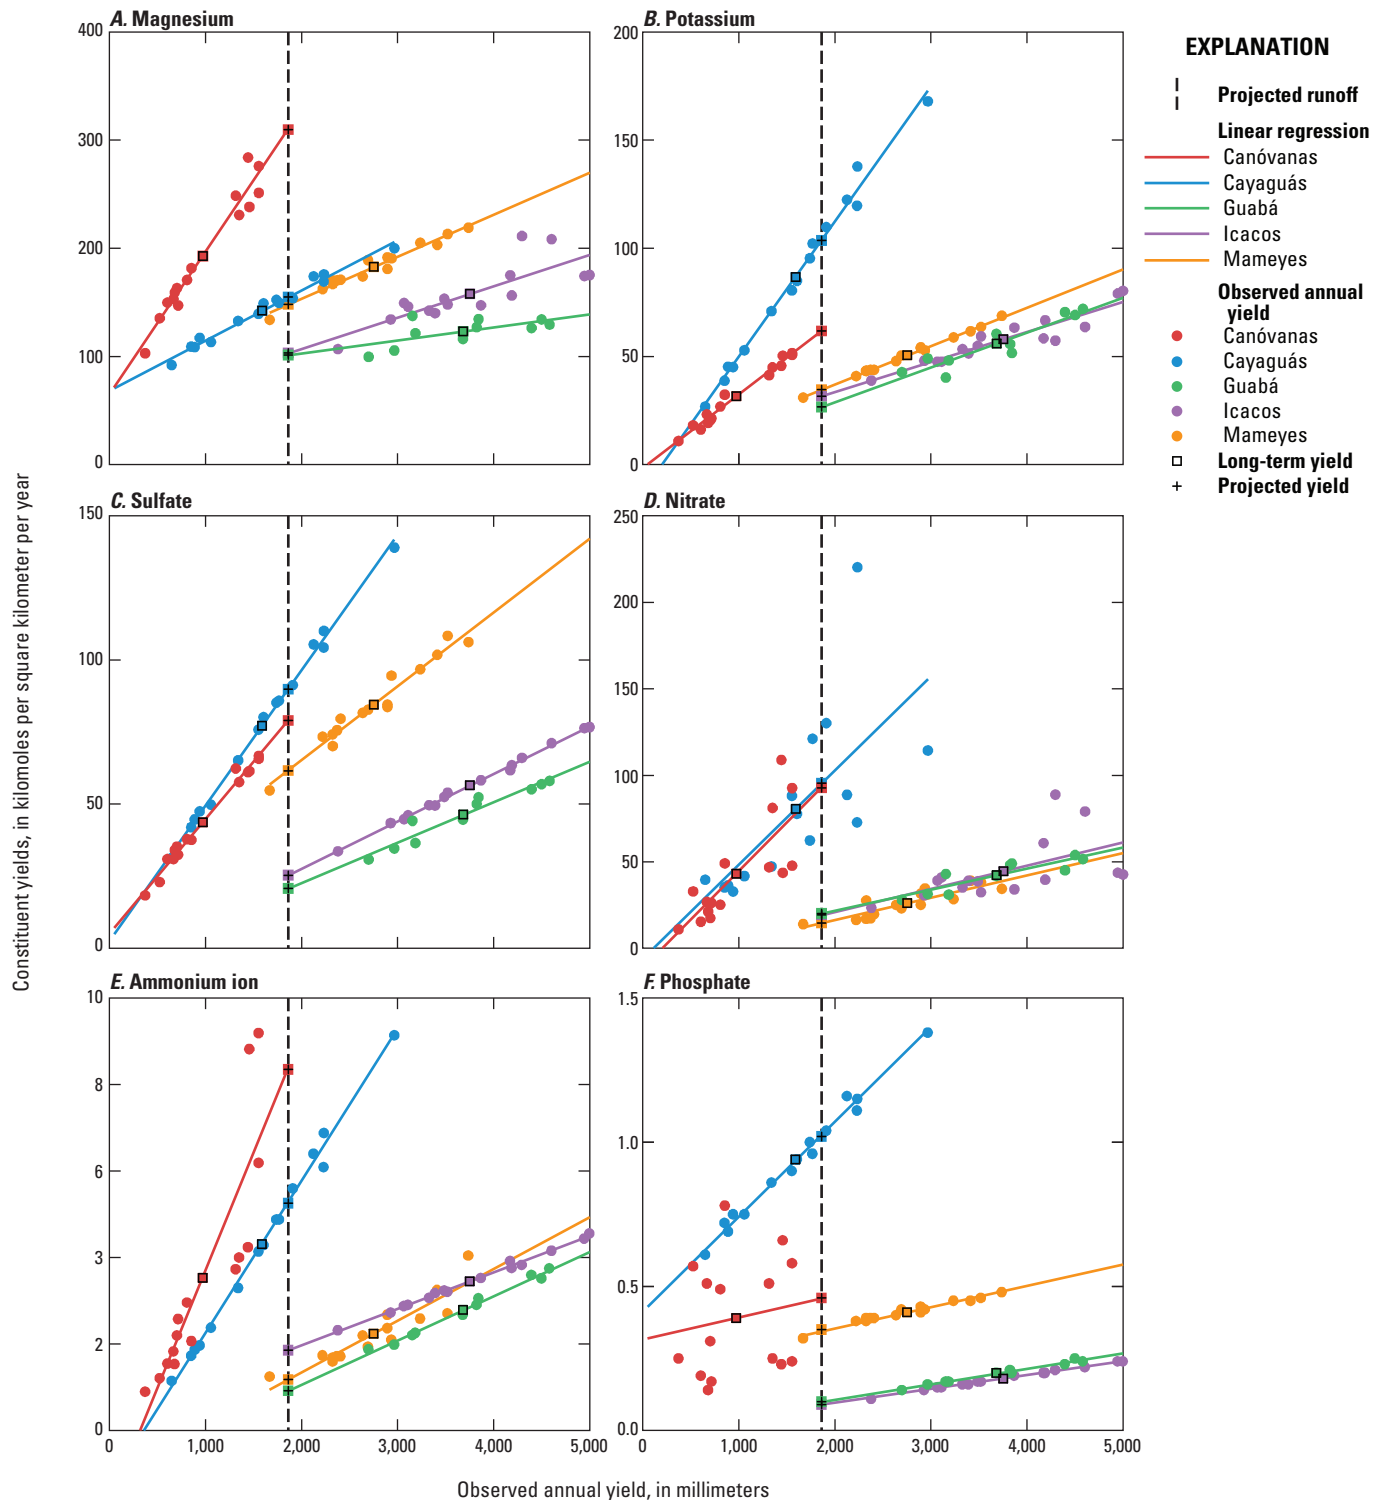 A. Magnesium
400
300
200
100
0
B. Potassium
200
150
100
50
0
EXPLANATION
Projected runoff
Linear regression
Canóvanas
Cayaguás
Guabá
Icacos
Mameyes
Observed annual
yield
Canóvanas
Cayaguás
Guabá
Icacos
Mameyes
Long-term yield
Projected yield
Constituent yields, in kilomoles per square kilometer per year
C. Sulfate
150
100
50
0
D. Nitrate
250
200
150
100
50
0
E. Ammonium ion
10
8
6
3
2
0
0 1,000 2,000 3,000 4,000 5,000
F. Phosphate
1.5
1.0
0.5
0.0
0 1,000 2,000 3,000 4,000 5,000
Observed annual yield, in millimeters